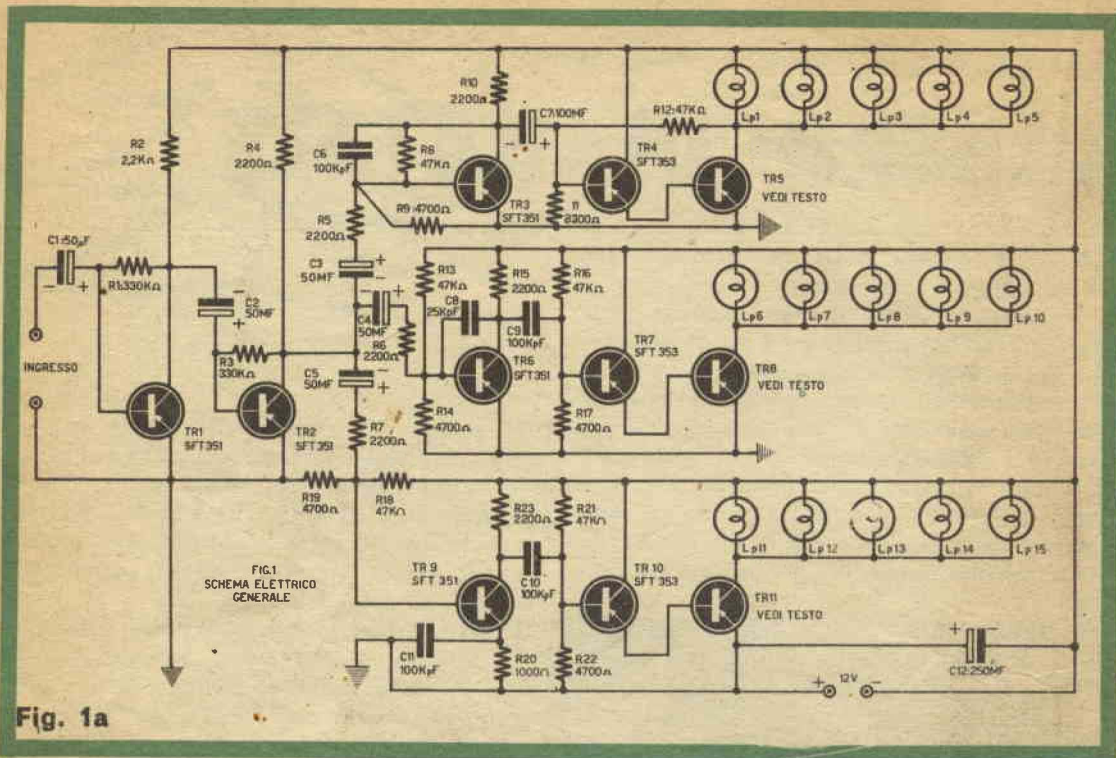 R2
2,2KΩ
R4
2200Ω
R10
2200Ω
C7:100MF
R12:47KΩ
Lp1
Lp2
Lp3
Lp4
Lp5
C6
100KpF
R8
47KΩ
TR3
SFT351
TR4
SFT353
TR5
VEDI TESTO
R9:4700Ω
11
2200Ω
R5
2200Ω
C1:50µF
- +
R1:330KΩ
C2
50MF
-
+
C3
50MF
+
-
C4
50MF
- +
R6
2200Ω
R13
47KΩ
C8
25KpF
R15
2200Ω
C9
100KpF
R16
47KΩ
Lp6
Lp7
Lp8
Lp9
Lp10
INGRESSO
R3
330KΩ
C5
50MF
-
+
TR1
SFT351
TR2
SFT351
R7
2200Ω
R14
4700Ω
TR6
SFT351
TR7
SFT 353
R17
4700Ω
TR8
VEDI TESTO
R19
4700Ω
R18
47KΩ
R23
2200Ω
R21
47KΩ
Lp11
Lp12
Lp13
Lp14
Lp15
FIG.1
SCHEMA ELETTRICO
GENERALE
TR 9
SFT 351
C10
100KpF
TR 10
SFT 353
TR11
VEDI TESTO
C11
100KpF
R20
1000Ω
R22
4700Ω
+ -
C12:250MF
+ 12V -
Fig. 1a